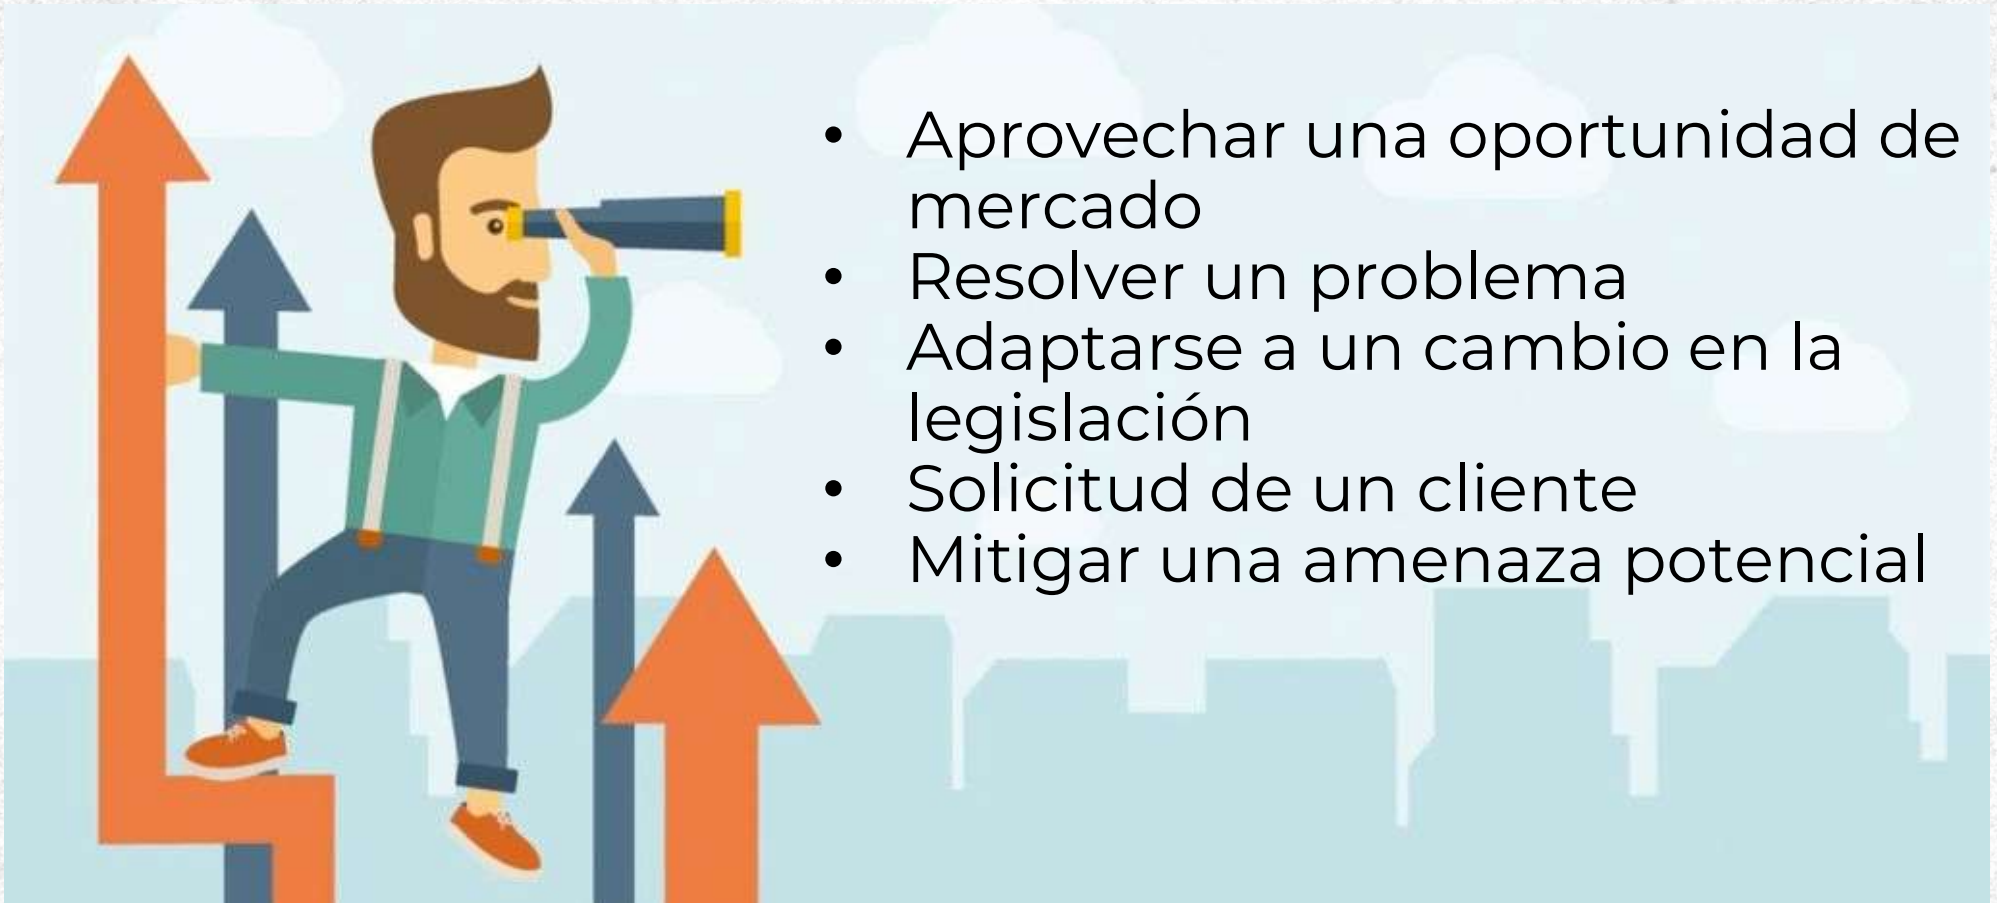 • Aprovechar una oportunidad de
mercado
• Resolver un problema
• Adaptarse a un cambio en la
legislación
• Solicitud de un cliente
• Mitigar una amenaza potencial